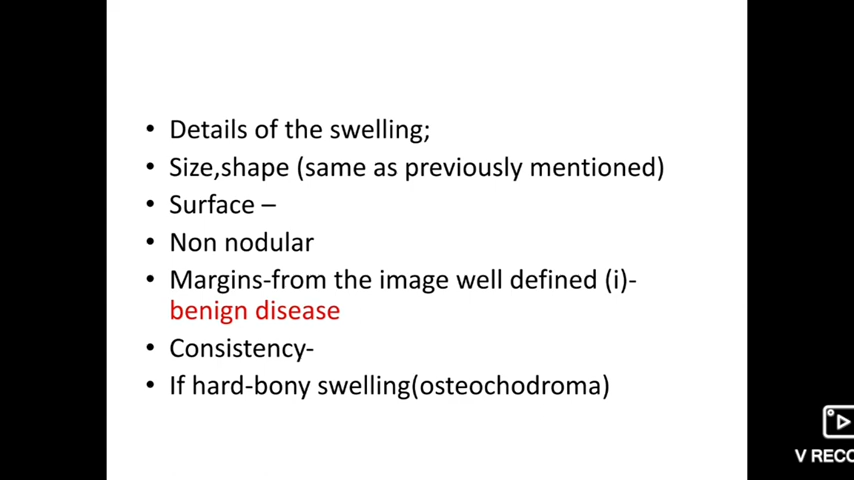 • Details of the swelling;
• Size,shape (same as previously mentioned)
• Surface –
• Non nodular
• Margins-from the image well defined (i)-
benign disease
• Consistency-
• If hard-bony swelling(osteochodroma)
V RECO